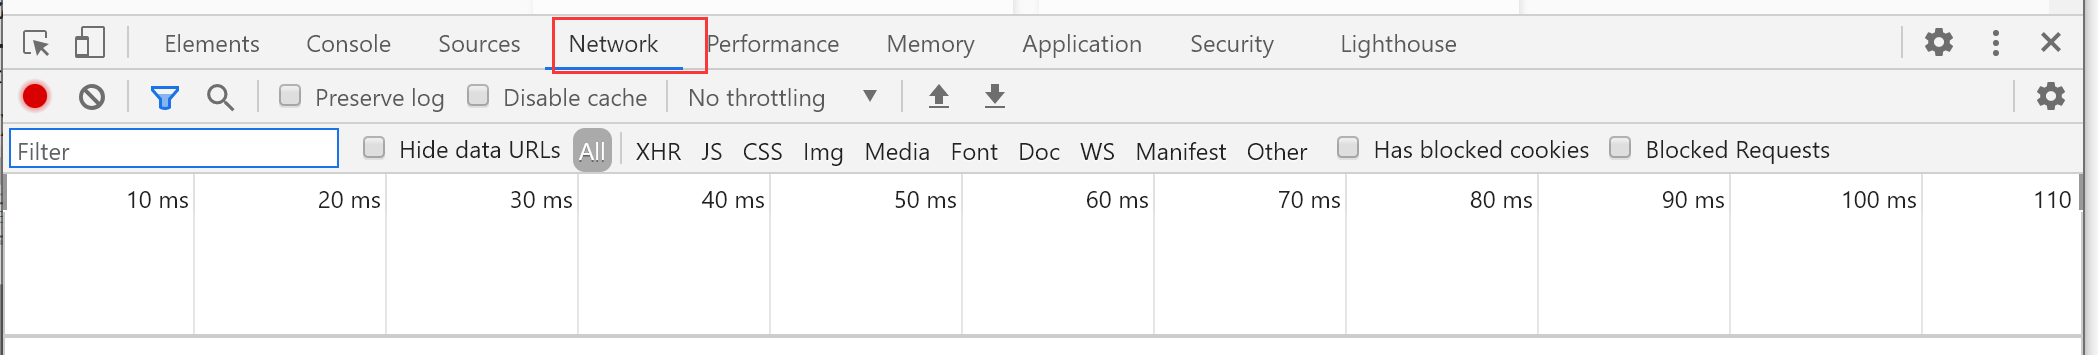 Elements Console Sources Network Performance Memory Application Security Lighthouse
Preserve log Disable cache No throttling
Filter Hide data URLs All XHR JS CSS Img Media Font Doc WS Manifest Other Has blocked cookies Blocked Requests
10 ms 20 ms 30 ms 40 ms 50 ms 60 ms 70 ms 80 ms 90 ms 100 ms 110